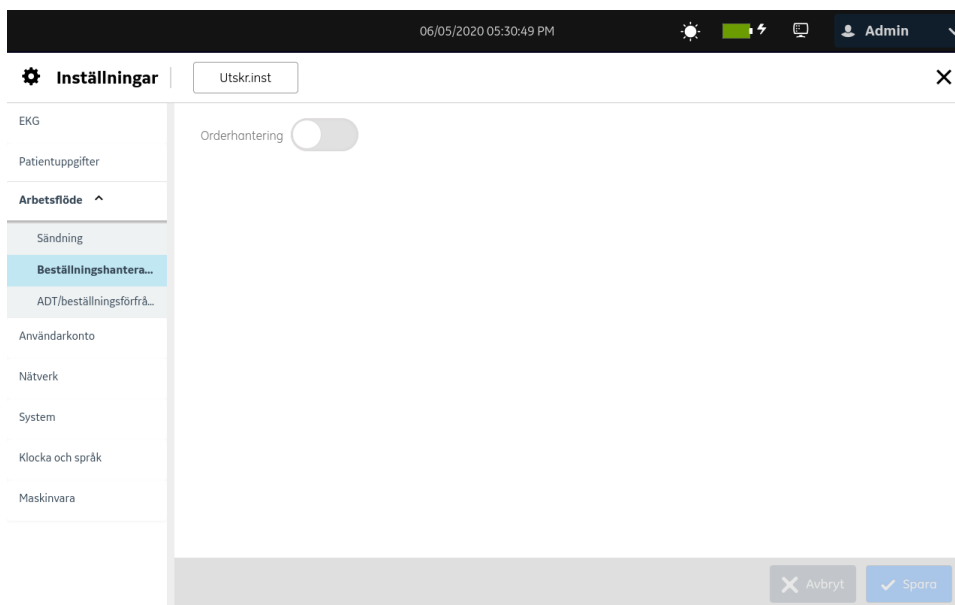 06/05/2020 05:30:49 PM
Admin
Inställningar
Utskr.inst
EKG
Orderhantering
Patientuppgifter
Arbetsflöde
Sändning
Beställningshantera...
ADT/beställningsförfrå...
Användarkonto
Nätverk
System
Klocka och språk
Maskinvara
Avbryt
Spara